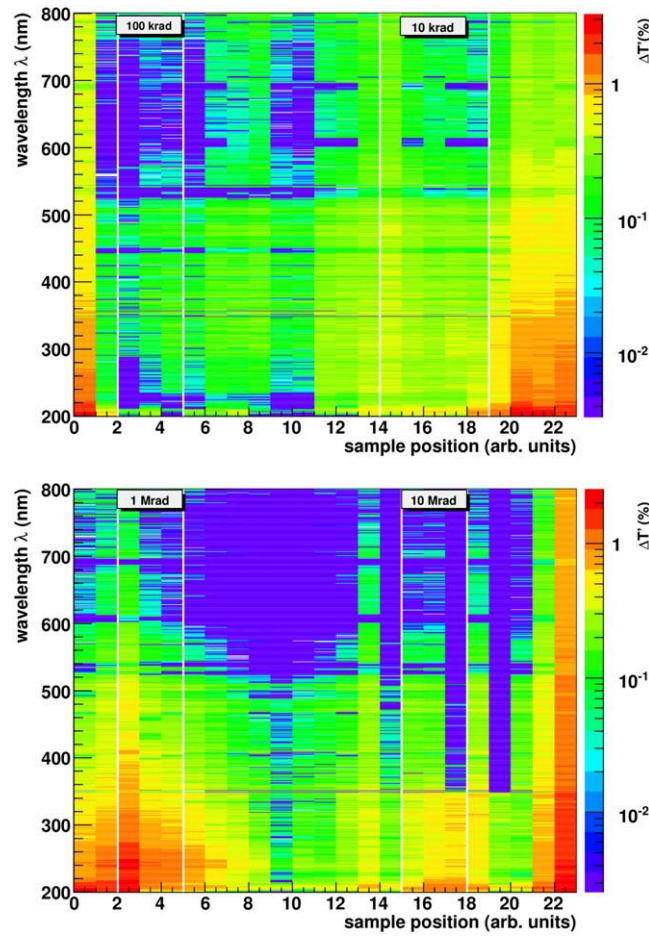 100 krad
10 krad
wavelength λ (nm)
800
700
600
500
400
300
200
0 2 4 6 8 10 12 14 16 18 20 22
sample position (arb. units)
ΔT'(%)
1
10⁻¹
10⁻²
1 Mrad
10 Mrad
wavelength λ (nm)
800
700
600
500
400
300
200
0 2 4 6 8 10 12 14 16 18 20 22
sample position (arb. units)
ΔT' (%)
1
10⁻¹
10⁻²